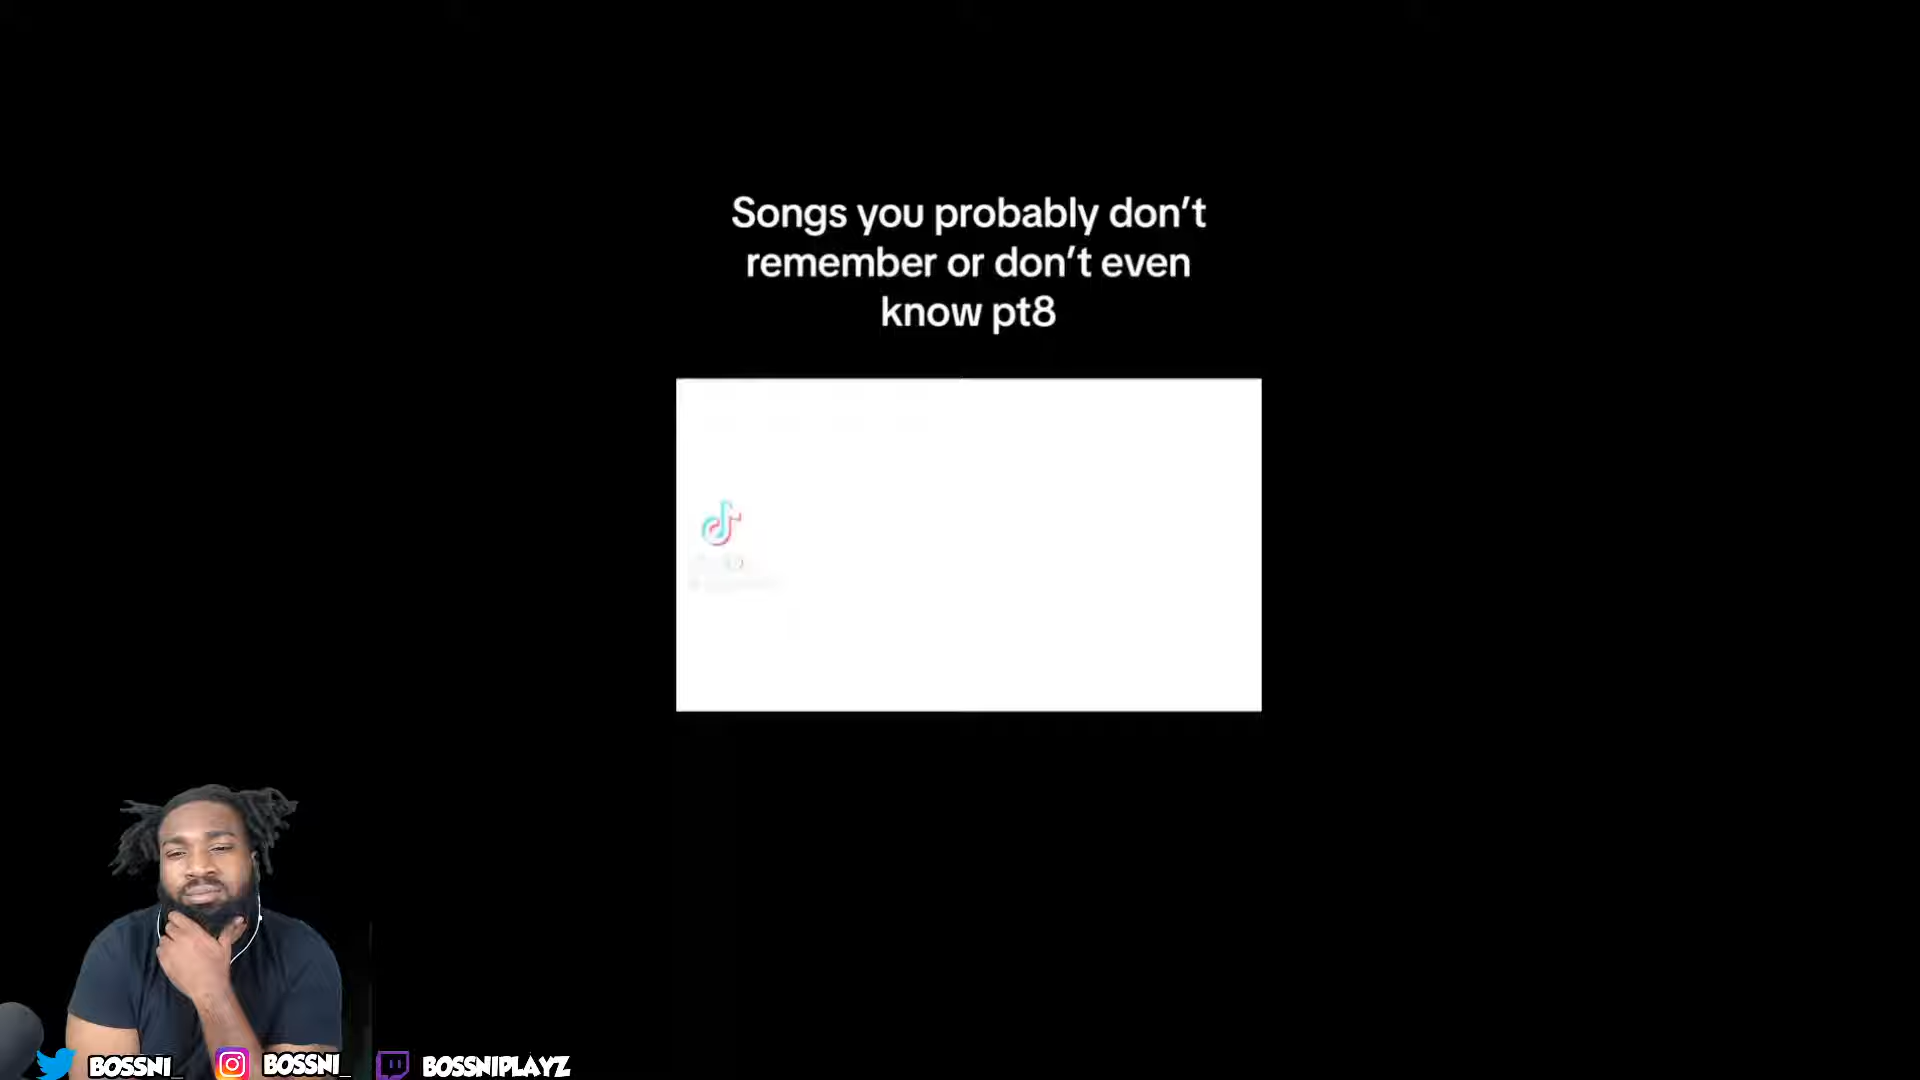 Songs you probably don’t
remember or don’t even
know pt8
BOSSNI_
BOSSNI_
BOSSNIPLAYZ